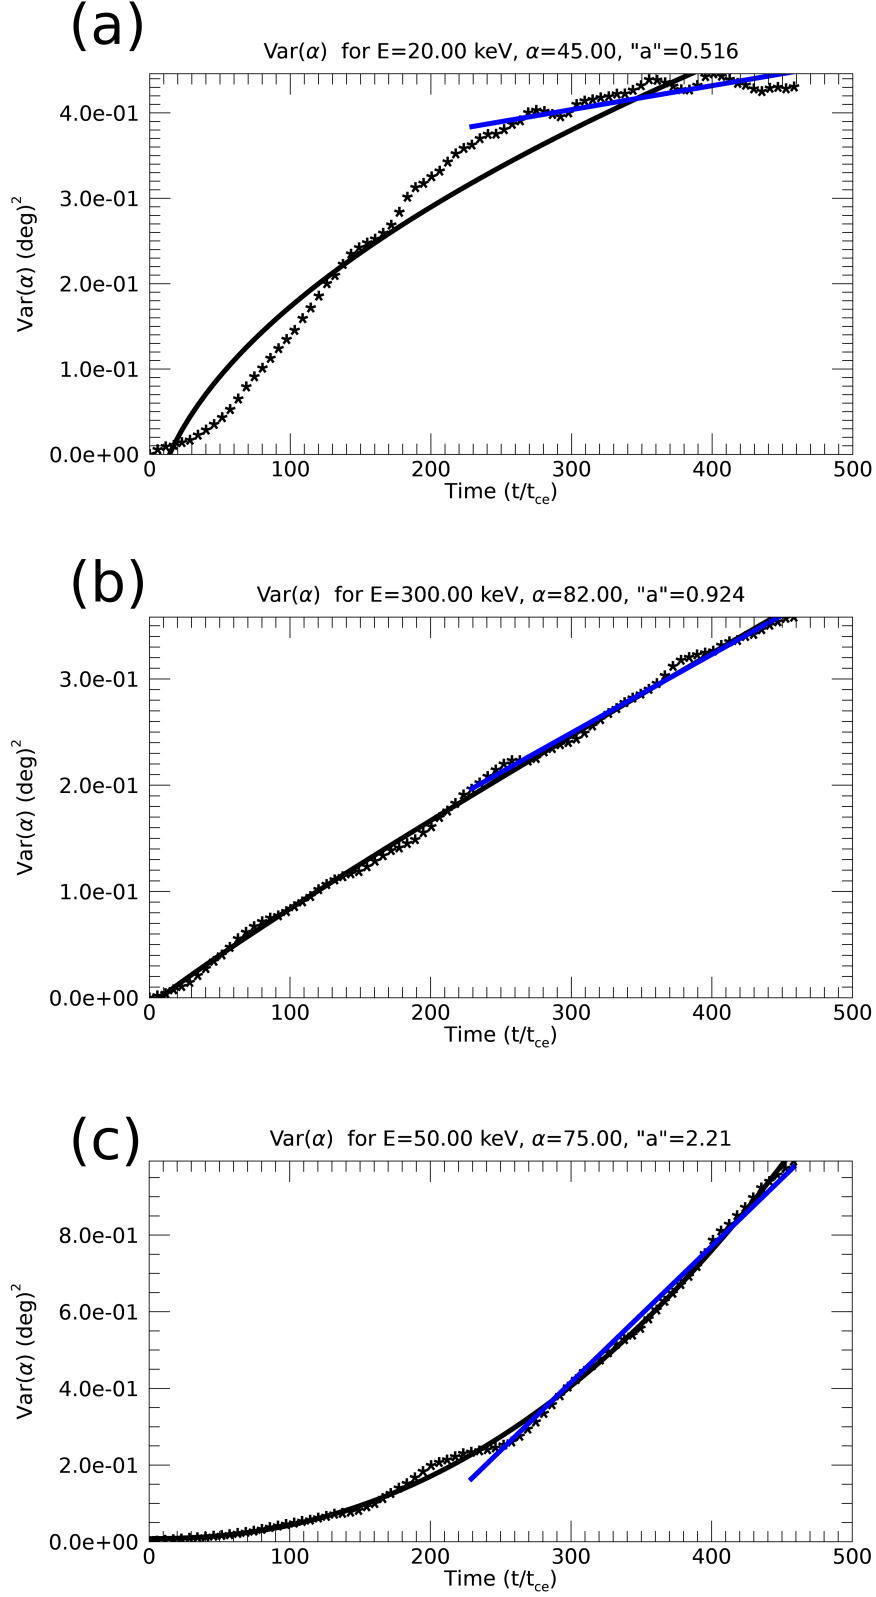 (a)
Var(α) for E=20.00 keV, α=45.00, "a"=0.516
4.0e-01
3.0e-01
2.0e-01
1.0e-01
0.0e+00
Var(α) (deg)²
0 100 200 300 400 500
Time (t/tce)
(b)
Var(α) for E=300.00 keV, α=82.00, "a"=0.924
3.0e-01
2.0e-01
1.0e-01
0.0e+00
Var(α) (deg)²
0 100 200 300 400 500
Time (t/tce)
(c)
Var(α) for E=50.00 keV, α=75.00, "a"=2.21
8.0e-01
6.0e-01
4.0e-01
2.0e-01
0.0e+00
Var(α) (deg)²
0 100 200 300 400 500
Time (t/tce)